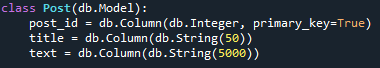 class Post(db.Model):
    post_id = db.Column(db.Integer, primary_key=True)
    title = db.Column(db.String(50))
    text = db.Column(db.String(5000))